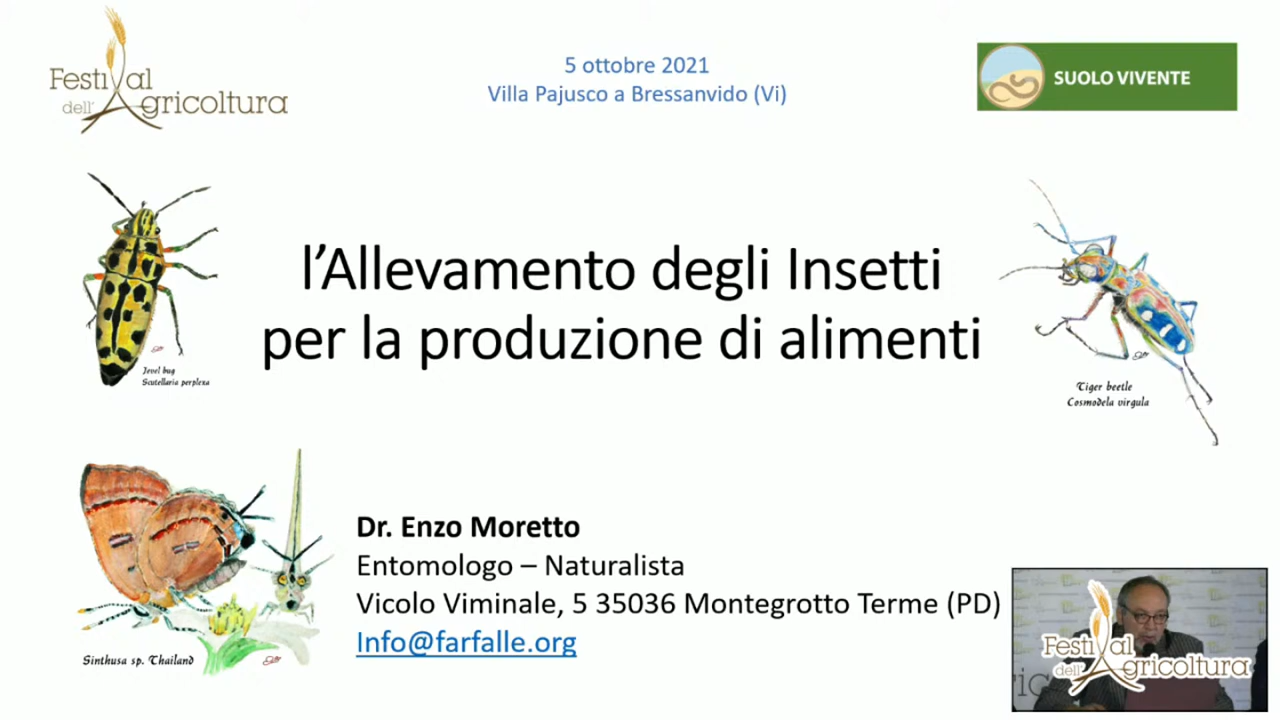 Festival
dell'Agricoltura
5 ottobre 2021
Villa Pajusco a Bressanvido (Vi)
SUOLO VIVENTE
l'Allevamento degli Insetti
per la produzione di alimenti
Jevel bug
Scutellaria perplexa
Tiger beetle
Cosmodela virgula
Sinthusa sp. Thailand
Dr. Enzo Moretto
Entomologo – Naturalista
Vicolo Viminale, 5 35036 Montegrotto Terme (PD)
Info@farfalle.org
Festival
dell'Agricoltura